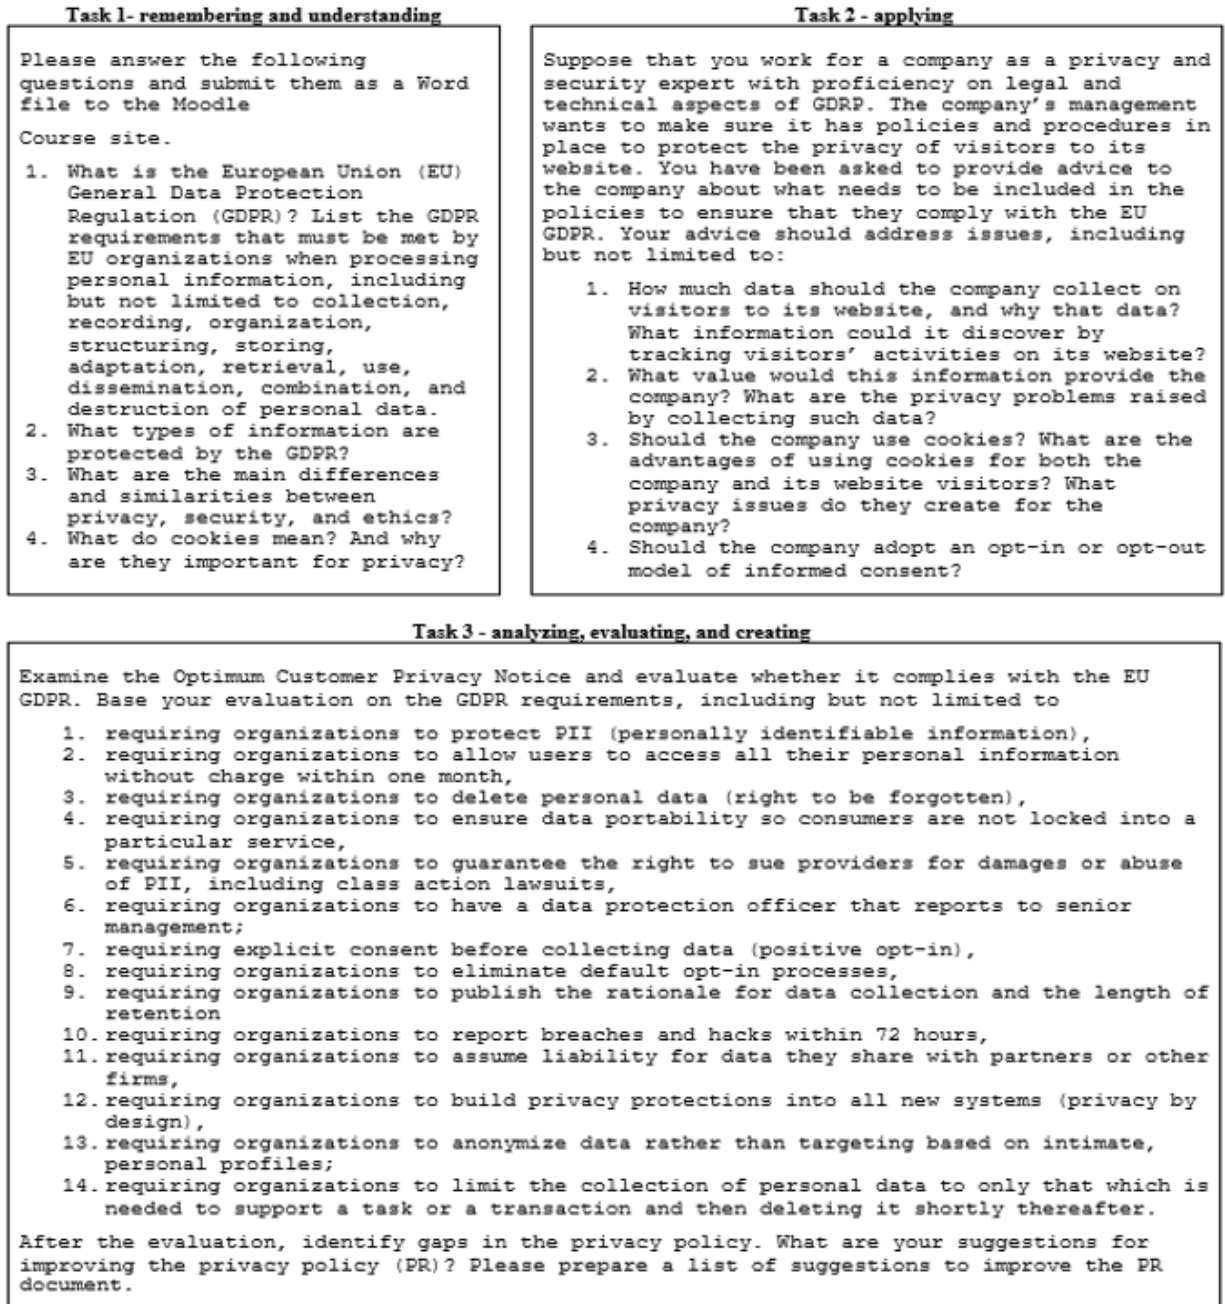 Task 1- remembering and understanding
Please answer the following
questions and submit them as a Word
file to the Moodle
Course site.
1. What is the European Union (EU)
General Data Protection
Regulation (GDPR)? List the GDPR
requirements that must be met by
EU organizations when processing
personal information, including
but not limited to collection,
recording, organization,
structuring, storing,
adaptation, retrieval, use,
dissemination, combination, and
destruction of personal data.
2. What types of information are
protected by the GDPR?
3. What are the main differences
and similarities between
privacy, security, and ethics?
4. What do cookies mean? And why
are they important for privacy?
Task 2 - applying
Suppose that you work for a company as a privacy and
security expert with proficiency on legal and
technical aspects of GDRP. The company's management
wants to make sure it has policies and procedures in
place to protect the privacy of visitors to its
website. You have been asked to provide advice to
the company about what needs to be included in the
policies to ensure that they comply with the EU
GDPR. Your advice should address issues, including
but not limited to:
1. How much data should the company collect on
visitors to its website, and why that data?
What information could it discover by
tracking visitors' activities on its website?
2. What value would this information provide the
company? What are the privacy problems raised
by collecting such data?
3. Should the company use cookies? What are the
advantages of using cookies for both the
company and its website visitors? What
privacy issues do they create for the
company?
4. Should the company adopt an opt-in or opt-out
model of informed consent?
Task 3 - analyzing, evaluating, and creating
Examine the Optimum Customer Privacy Notice and evaluate whether it complies with the EU
GDPR. Base your evaluation on the GDPR requirements, including but not limited to
1. requiring organizations to protect PII (personally identifiable information),
2. requiring organizations to allow users to access all their personal information
without charge within one month,
3. requiring organizations to delete personal data (right to be forgotten),
4. requiring organizations to ensure data portability so consumers are not locked into a
particular service,
5. requiring organizations to guarantee the right to sue providers for damages or abuse
of PII, including class action lawsuits,
6. requiring organizations to have a data protection officer that reports to senior
management;
7. requiring explicit consent before collecting data (positive opt-in),
8. requiring organizations to eliminate default opt-in processes,
9. requiring organizations to publish the rationale for data collection and the length of
retention
10. requiring organizations to report breaches and hacks within 72 hours,
11. requiring organizations to assume liability for data they share with partners or other
firms,
12. requiring organizations to build privacy protections into all new systems (privacy by
design),
13. requiring organizations to anonymize data rather than targeting based on intimate,
personal profiles;
14. requiring organizations to limit the collection of personal data to only that which is
needed to support a task or a transaction and then deleting it shortly thereafter.
After the evaluation, identify gaps in the privacy policy. What are your suggestions for
improving the privacy policy (PR)? Please prepare a list of suggestions to improve the PR
document.